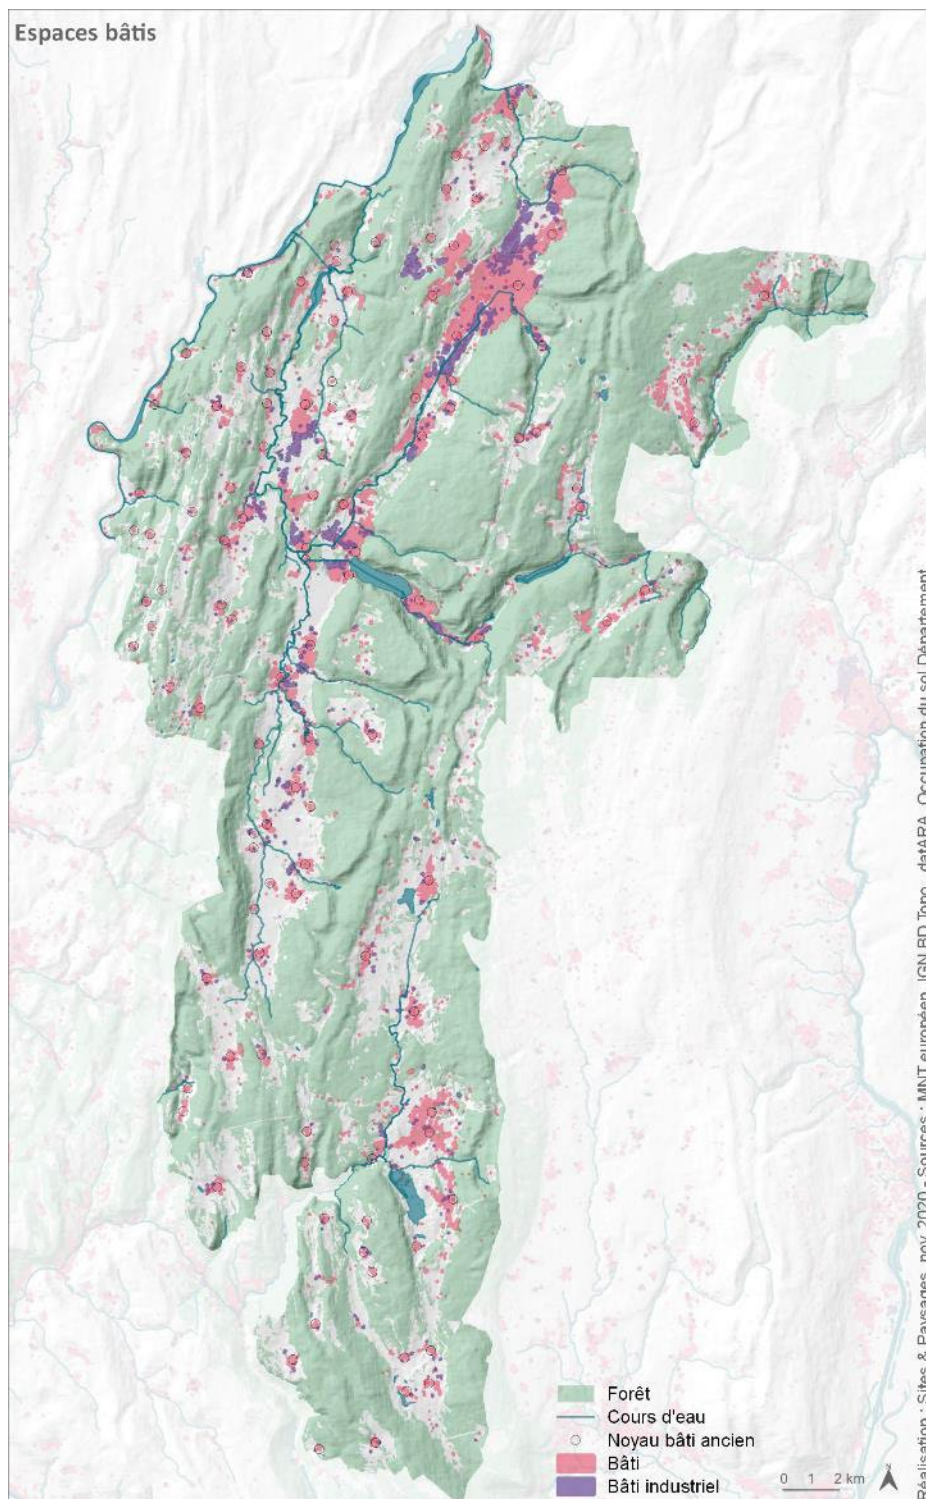 Espaces bâtis
Forêt
Cours d'eau
Noyau bâti ancien
Bâti
Bâti industriel
0 1 2 km
N
Réalisation : Sites & Paysages, nov. 2020 - Sources : MNT européen, IGN BD Topo, datARA, Occupation du sol Département